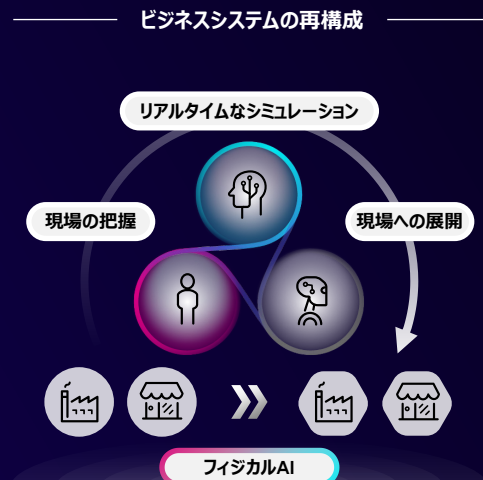 ビジネスシステムの再構成
リアルタイムなシミュレーション
現場の把握
現場への展開
フィジカルAI